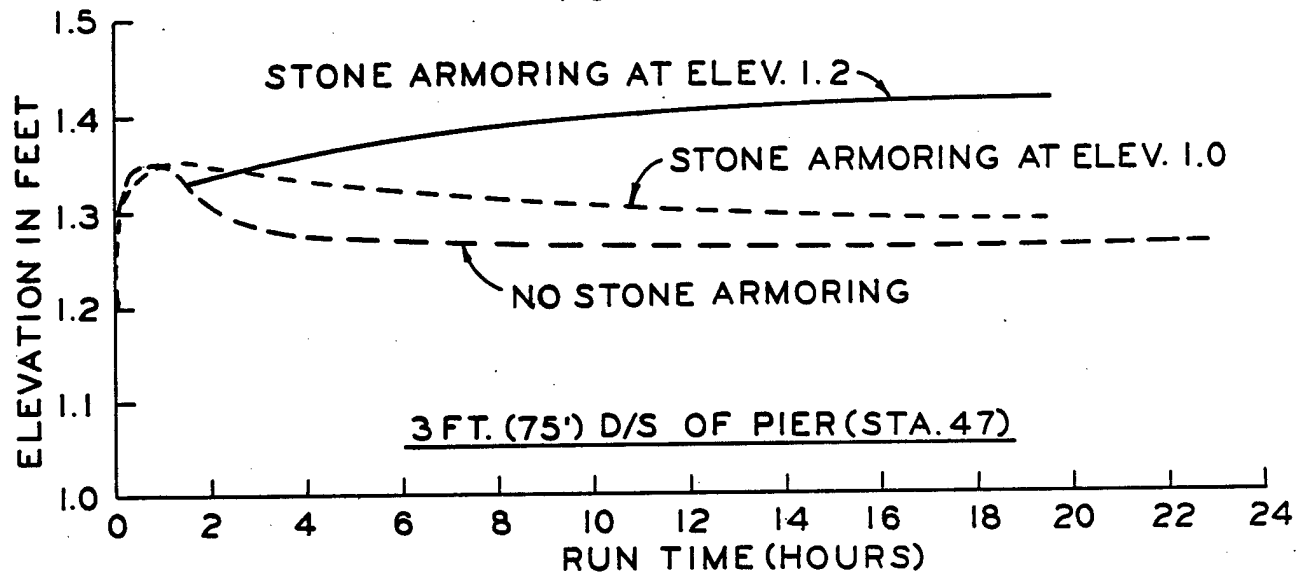 1.5
STONE ARMORING AT ELEV. 1.2
1.4
STONE ARMORING AT ELEV. 1.0
1.3
NO STONE ARMORING
1.2
1.1
3 FT. (75') D/S OF PIER (STA. 47)
1.0
ELEVATION IN FEET
0 2 4 6 8 10 12 14 16 18 20 22 24
RUN TIME (HOURS)